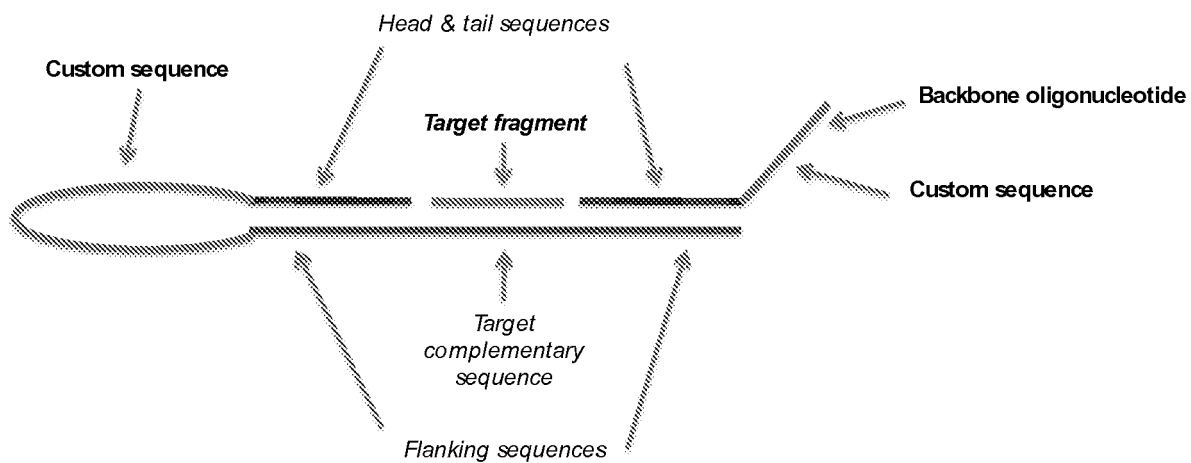 Head & tail sequences
Custom sequence
Backbone oligonucleotide
Target fragment
Custom sequence
Target
complementary
sequence
Flanking sequences